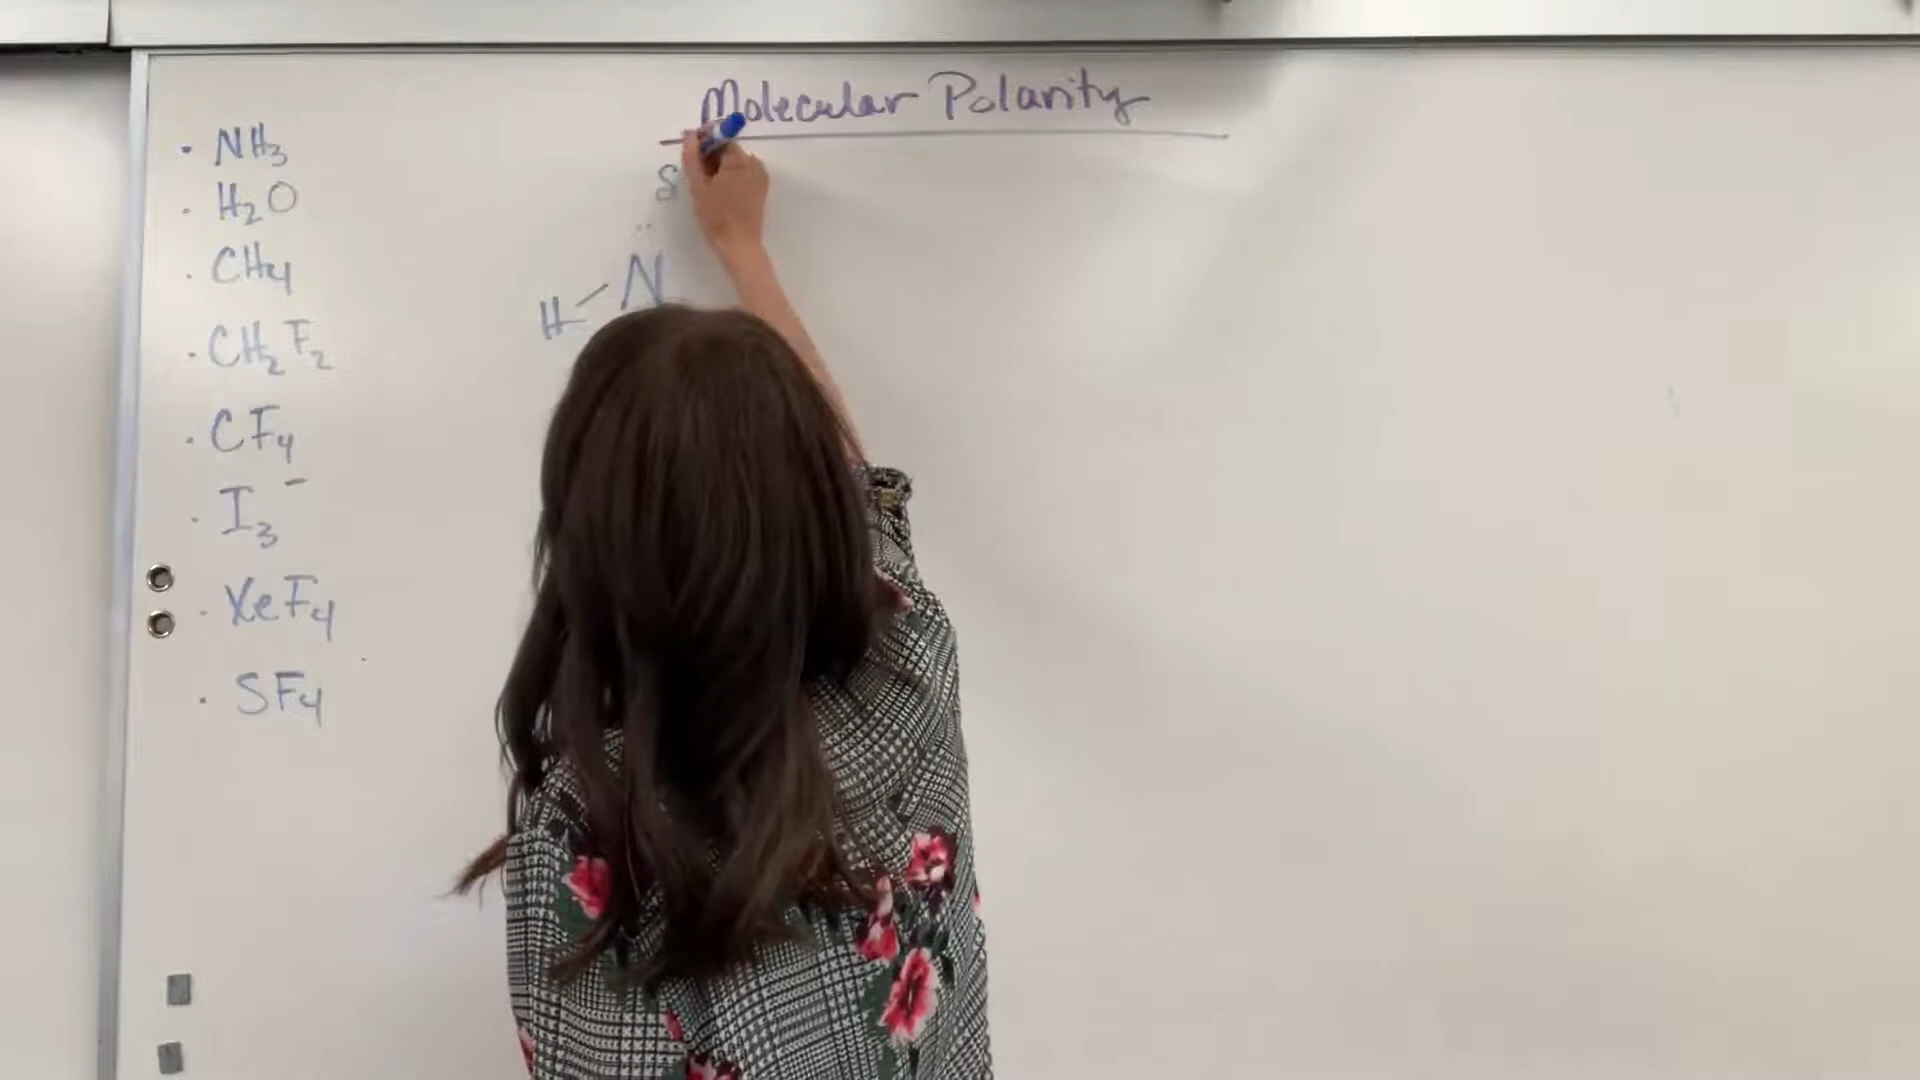 Molecular Polarity
• NH3
• H2O
• CH4
• CH2F2
• CF4
• I3⁻
• XeF4
• SF4
δ
··
H–N